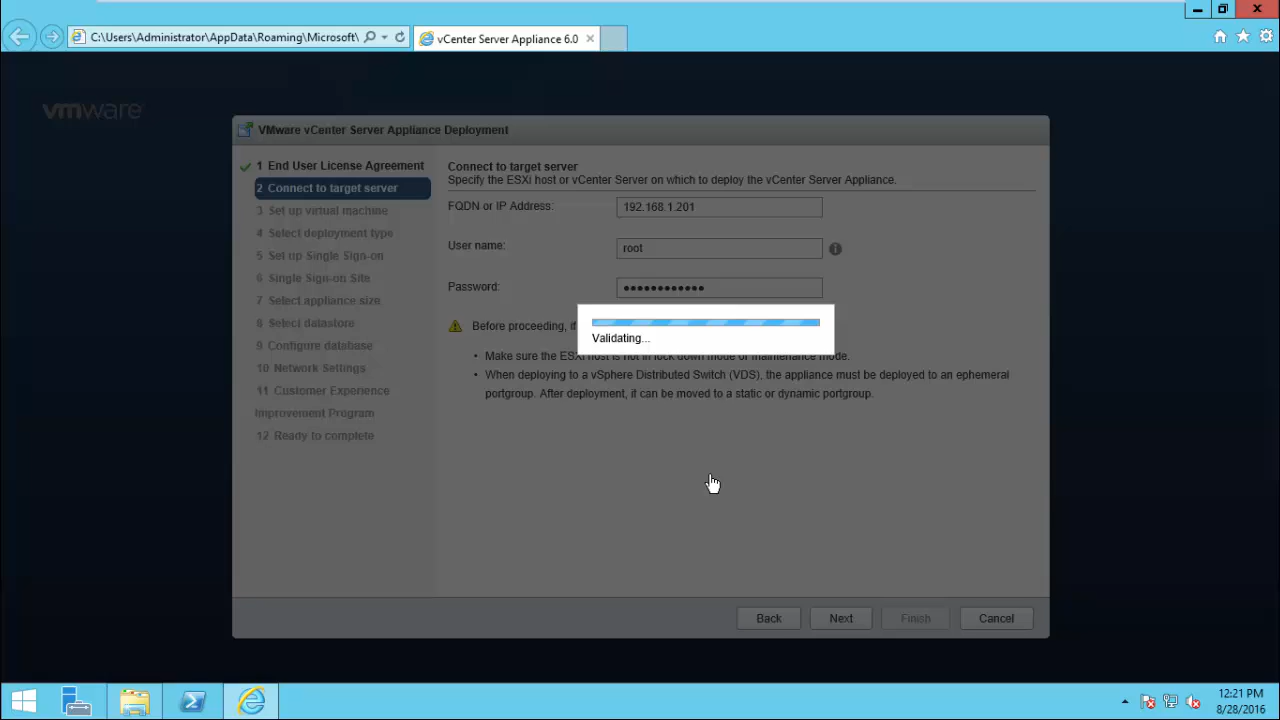 C:\Users\Administrator\AppData\Roaming\Microsoft\
vCenter Server Appliance 6.0
vmware
VMware vCenter Server Appliance Deployment
1 End User License Agreement
2 Connect to target server
3 Set up virtual machine
4 Select deployment type
5 Set up Single Sign-on
6 Single Sign-on Site
7 Select appliance size
8 Select datastore
9 Configure database
10 Network Settings
11 Customer Experience
Improvement Program
12 Ready to complete
Connect to target server
Specify the ESXi host or vCenter Server on which to deploy the vCenter Server Appliance.
FQDN or IP Address:
192.168.1.201
User name:
root
Password:
••••••••••••
Before proceeding, if
Validating...
• Make sure the ESXi host is not in lock down mode or maintenance mode.
• When deploying to a vSphere Distributed Switch (VDS), the appliance must be deployed to an ephemeral
portgroup. After deployment, if can be moved to a static or dynamic portgroup.
Back
Next
Finish
Cancel
12:21 PM
8/28/2016